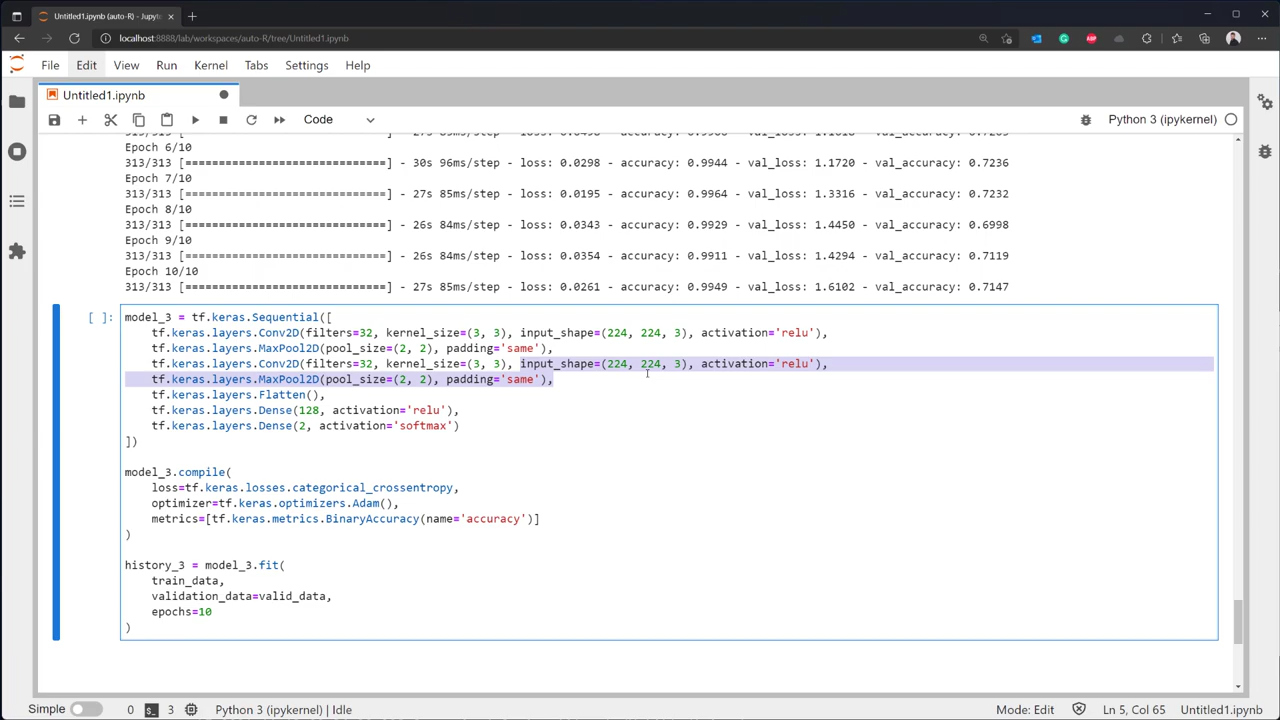 Untitled1.ipynb (auto-R) - Jupyt
localhost:8888/lab/workspaces/auto-R/tree/Untitled1.ipynb
File Edit View Run Kernel Tabs Settings Help
Untitled1.ipynb
Code Python 3 (ipykernel)
Epoch 6/10
313/313 [==============================] - 30s 96ms/step - loss: 0.0298 - accuracy: 0.9944 - val_loss: 1.1720 - val_accuracy: 0.7236
Epoch 7/10
313/313 [==============================] - 27s 85ms/step - loss: 0.0195 - accuracy: 0.9964 - val_loss: 1.3316 - val_accuracy: 0.7232
Epoch 8/10
313/313 [==============================] - 26s 84ms/step - loss: 0.0343 - accuracy: 0.9929 - val_loss: 1.4450 - val_accuracy: 0.6998
Epoch 9/10
313/313 [==============================] - 26s 84ms/step - loss: 0.0354 - accuracy: 0.9911 - val_loss: 1.4294 - val_accuracy: 0.7119
Epoch 10/10
313/313 [==============================] - 27s 85ms/step - loss: 0.0261 - accuracy: 0.9949 - val_loss: 1.6102 - val_accuracy: 0.7147
[ ]: model_3 = tf.keras.Sequential([
tf.keras.layers.Conv2D(filters=32, kernel_size=(3, 3), input_shape=(224, 224, 3), activation='relu'),
tf.keras.layers.MaxPool2D(pool_size=(2, 2), padding='same'),
tf.keras.layers.Conv2D(filters=32, kernel_size=(3, 3), input_shape=(224, 224, 3), activation='relu'),
tf.keras.layers.MaxPool2D(pool_size=(2, 2), padding='same'),
tf.keras.layers.Flatten(),
tf.keras.layers.Dense(128, activation='relu'),
tf.keras.layers.Dense(2, activation='softmax')
])
model_3.compile(
loss=tf.keras.losses.categorical_crossentropy,
optimizer=tf.keras.optimizers.Adam(),
metrics=[tf.keras.metrics.BinaryAccuracy(name='accuracy')]
)
history_3 = model_3.fit(
train_data,
validation_data=valid_data,
epochs=10
)
Simple 0 3 Python 3 (ipykernel) | Idle Mode: Edit Ln 5, Col 65 Untitled1.ipynb